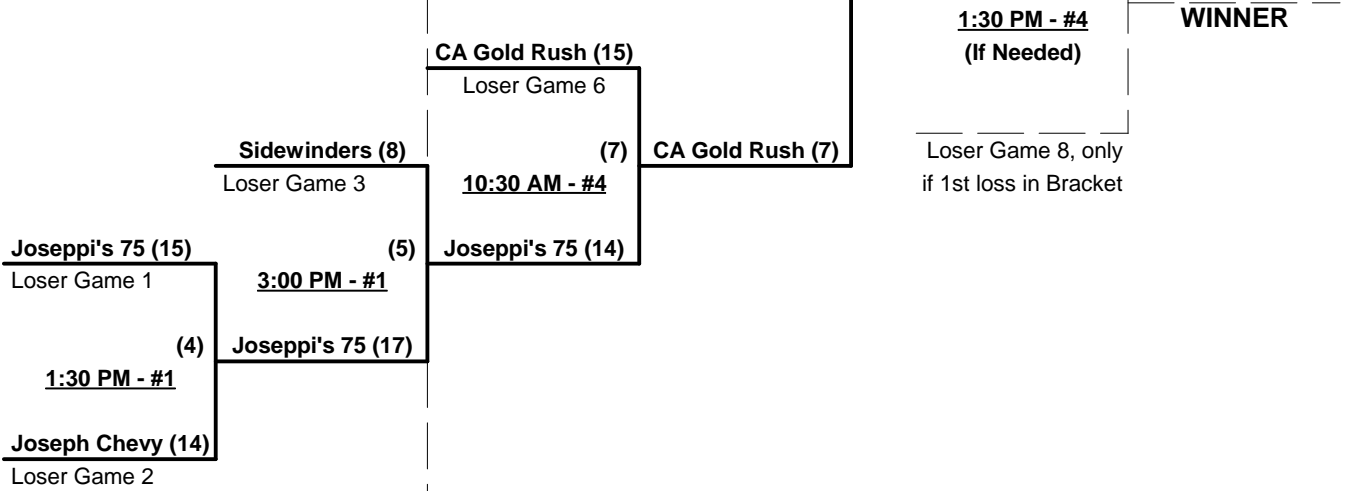 1:30 PM - #4
WINNER
(If Needed)
CA Gold Rush (15)
Loser Game 6
Sidewinders (8)
(7)
CA Gold Rush (7)
Loser Game 8, only
Loser Game 3
10:30 AM - #4
if 1st loss in Bracket
Joseppi's 75 (15)
(5)
Joseppi's 75 (14)
Loser Game 1
3:00 PM - #1
(4)
Joseppi's 75 (17)
1:30 PM - #1
Joseph Chevy (14)
Loser Game 2